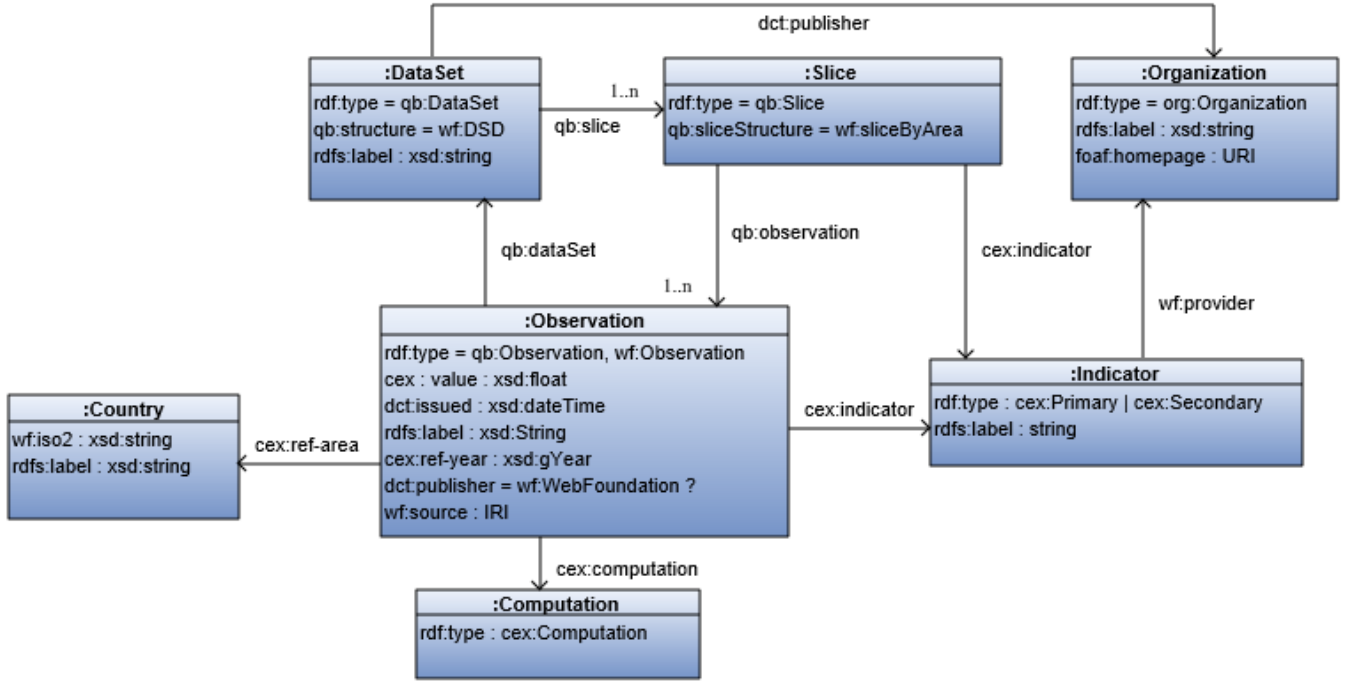 dct:publisher
:DataSet
rdf:type = qb:DataSet
qb:structure = wf:DSD
rdfs:label : xsd:string
1..n
qb:slice
:Slice
rdf:type = qb:Slice
qb:sliceStructure = wf:sliceByArea
:Organization
rdf:type = org:Organization
rdfs:label : xsd:string
foaf:homepage : URI
qb:dataSet
qb:observation
1..n
cex:indicator
wf:provider
:Observation
rdf:type = qb:Observation, wf:Observation
cex : value : xsd:float
dct:issued : xsd:dateTime
rdfs:label : xsd:String
cex:ref-year : xsd:gYear
dct:publisher = wf:WebFoundation ?
wf:source : IRI
cex:indicator
:Indicator
rdf:type : cex:Primary | cex:Secondary
rdfs:label : string
:Country
wf:iso2 : xsd:string
rdfs:label : xsd:string
cex:ref-area
cex:computation
:Computation
rdf:type : cex:Computation